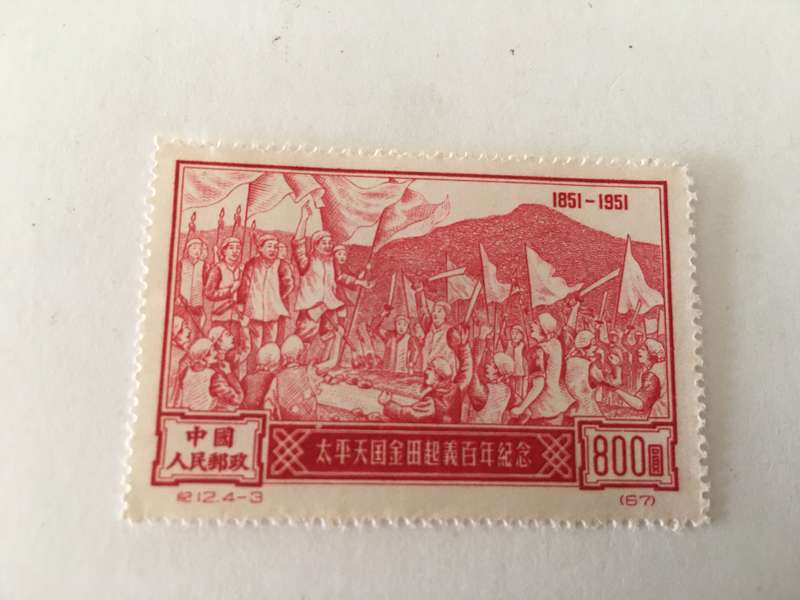 1851-1951
中國
人民郵政
太平天国金田起義百年紀念
800圓
紀12.4-3
(67)